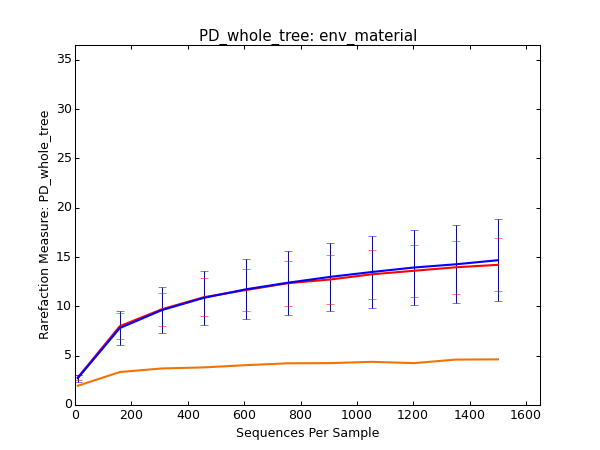 PD_whole_tree: env_material
Rarefaction Measure: PD_whole_tree
35
30
25
20
15
10
5
0
0 200 400 600 800 1000 1200 1400 1600
Sequences Per Sample